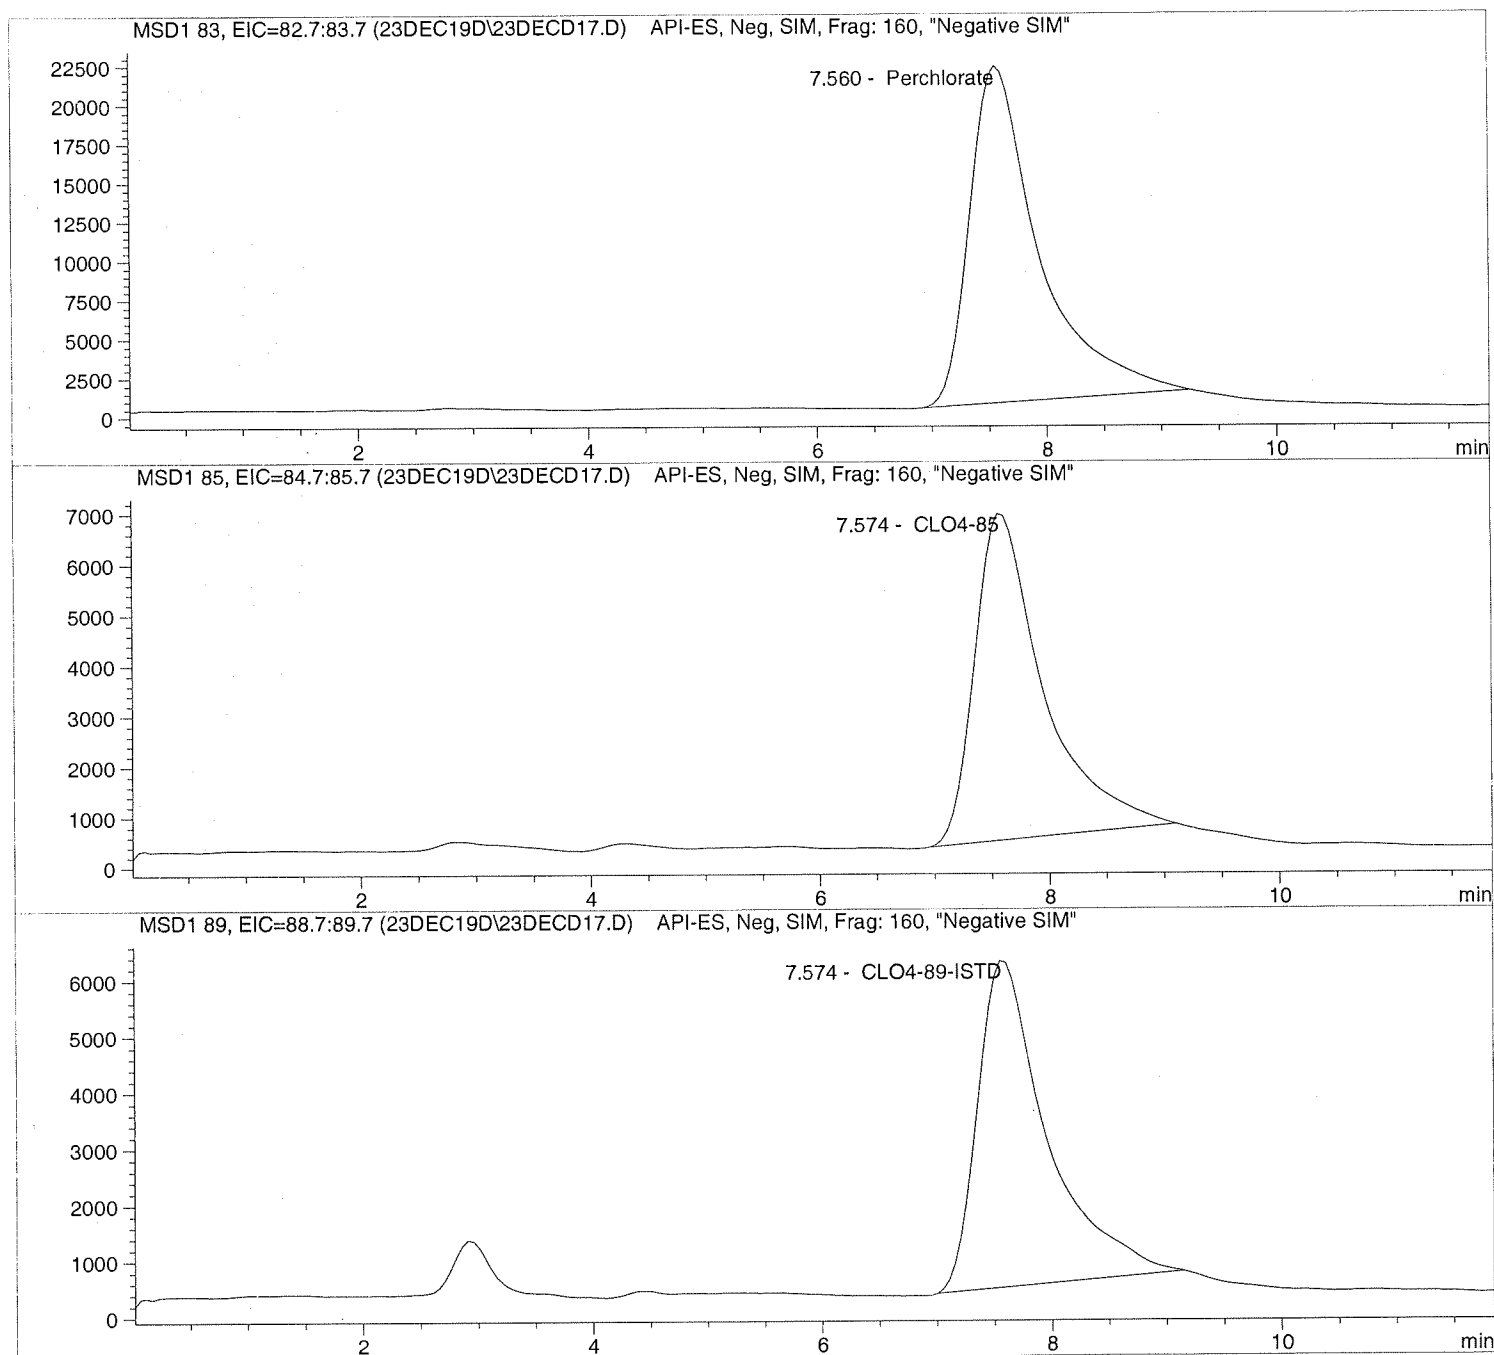 MSD1 83, EIC=82.7:83.7 (23DEC19D\23DECD17.D) API-ES, Neg, SIM, Frag: 160, "Negative SIM"
7.560 - Perchlorate
22500
20000
17500
15000
12500
10000
7500
5000
2500
0
2 4 6 8 10 min
MSD1 85, EIC=84.7:85.7 (23DEC19D\23DECD17.D) API-ES, Neg, SIM, Frag: 160, "Negative SIM"
7.574 - CLO4-85
7000
6000
5000
4000
3000
2000
1000
0
2 4 6 8 10 min
MSD1 89, EIC=88.7:89.7 (23DEC19D\23DECD17.D) API-ES, Neg, SIM, Frag: 160, "Negative SIM"
7.574 - CLO4-89-ISTD
6000
5000
4000
3000
2000
1000
0
2 4 6 8 10 min